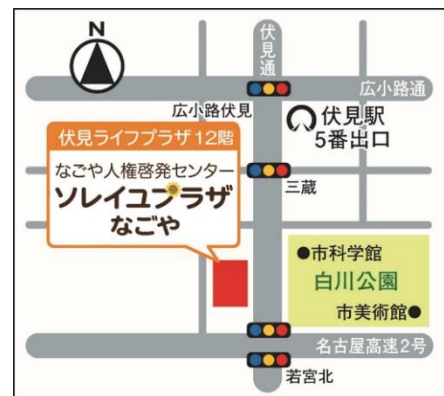 N
伏見通
広小路通
広小路伏見
伏見駅
5番出口
伏見ライフプラザ12階
なごや人権啓発センター
ソレイユプラザ
なごや
三蔵
●市科学館
白川公園
市美術館●
名古屋高速2号
若宮北